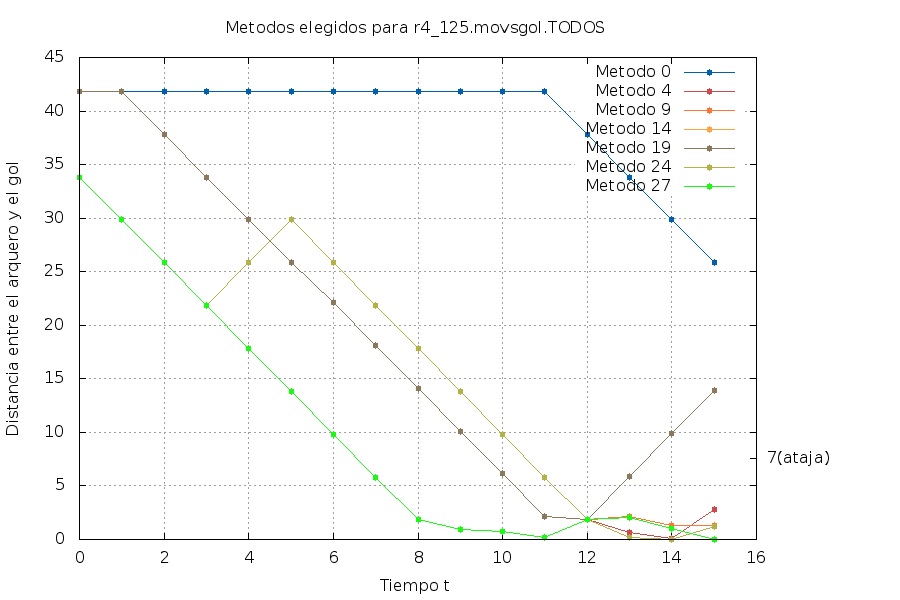 Metodos elegidos para r4_125.movsgol.TODOS
Distancia entre el arquero y el gol
45
40
35
30
25
20
15
10
5
0
Metodo 0
Metodo 4
Metodo 9
Metodo 14
Metodo 19
Metodo 24
Metodo 27
7(ataja)
0 2 4 6 8 10 12 14 16
Tiempo t